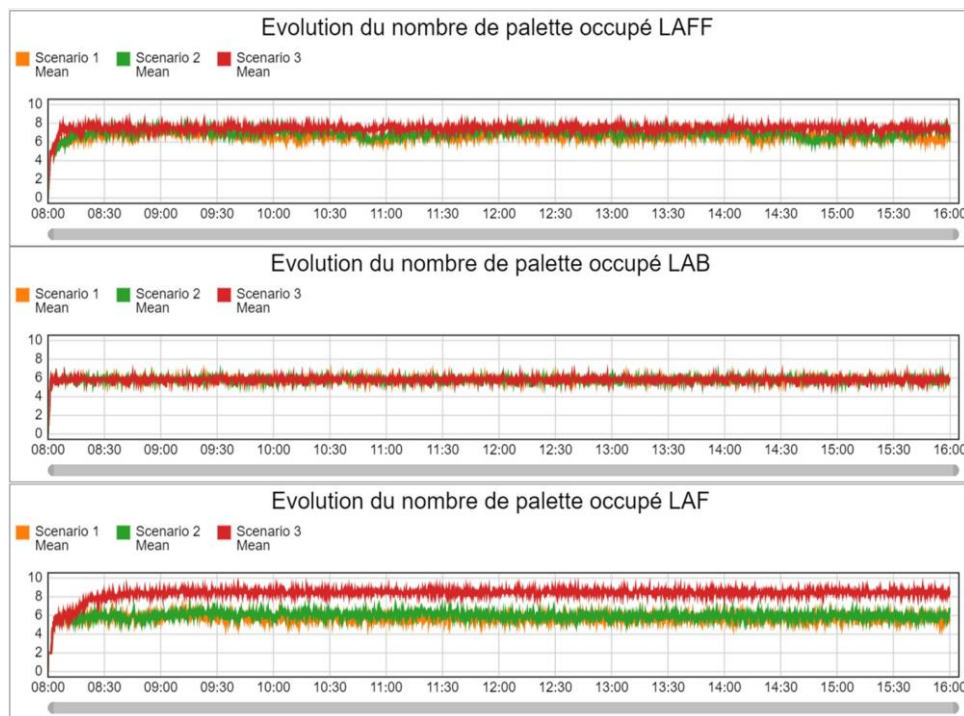 Evolution du nombre de palette occupé LAFF
Scenario 1 Scenario 2 Scenario 3
Mean Mean Mean
10
8
6
4
2
0
08:00 08:30 09:00 09:30 10:00 10:30 11:00 11:30 12:00 12:30 13:00 13:30 14:00 14:30 15:00 15:30 16:00
Evolution du nombre de palette occupé LAB
Scenario 1 Scenario 2 Scenario 3
Mean Mean Mean
10
8
6
4
2
0
08:00 08:30 09:00 09:30 10:00 10:30 11:00 11:30 12:00 12:30 13:00 13:30 14:00 14:30 15:00 15:30 16:00
Evolution du nombre de palette occupé LAF
Scenario 1 Scenario 2 Scenario 3
Mean Mean Mean
10
8
6
4
2
0
08:00 08:30 09:00 09:30 10:00 10:30 11:00 11:30 12:00 12:30 13:00 13:30 14:00 14:30 15:00 15:30 16:00